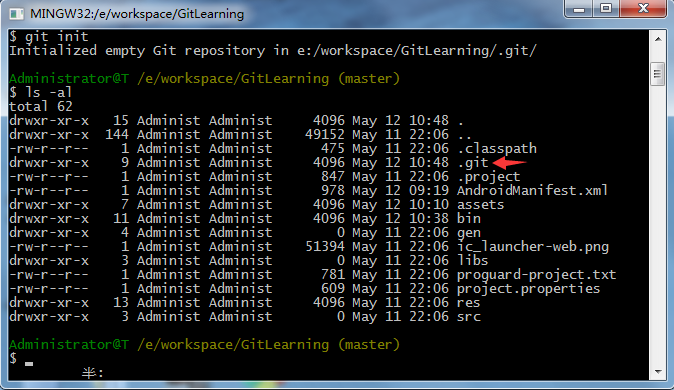 MINGW32:/e/workspace/GitLearning
$ git init
Initialized empty Git repository in e:/workspace/GitLearning/.git/
Administrator@T /e/workspace/GitLearning (master)
$ ls -al
total 62
drwxr-xr-x   15 Administ Administ     4096 May 12 10:48 .
drwxr-xr-x  144 Administ Administ    49152 May 11 22:06 ..
-rw-r--r--    1 Administ Administ      475 May 11 22:06 .classpath
drwxr-xr-x    9 Administ Administ     4096 May 12 10:48 .git
-rw-r--r--    1 Administ Administ      847 May 11 22:06 .project
-rw-r--r--    1 Administ Administ      978 May 12 09:19 AndroidManifest.xml
drwxr-xr-x    7 Administ Administ     4096 May 12 10:10 assets
drwxr-xr-x   11 Administ Administ     4096 May 12 10:38 bin
drwxr-xr-x    4 Administ Administ        0 May 11 22:06 gen
-rw-r--r--    1 Administ Administ    51394 May 11 22:06 ic_launcher-web.png
drwxr-xr-x    3 Administ Administ        0 May 11 22:06 libs
-rw-r--r--    1 Administ Administ      781 May 11 22:06 proguard-project.txt
-rw-r--r--    1 Administ Administ      609 May 11 22:06 project.properties
drwxr-xr-x   13 Administ Administ     4096 May 11 22:06 res
drwxr-xr-x    3 Administ Administ        0 May 11 22:06 src
Administrator@T /e/workspace/GitLearning (master)
$
半: